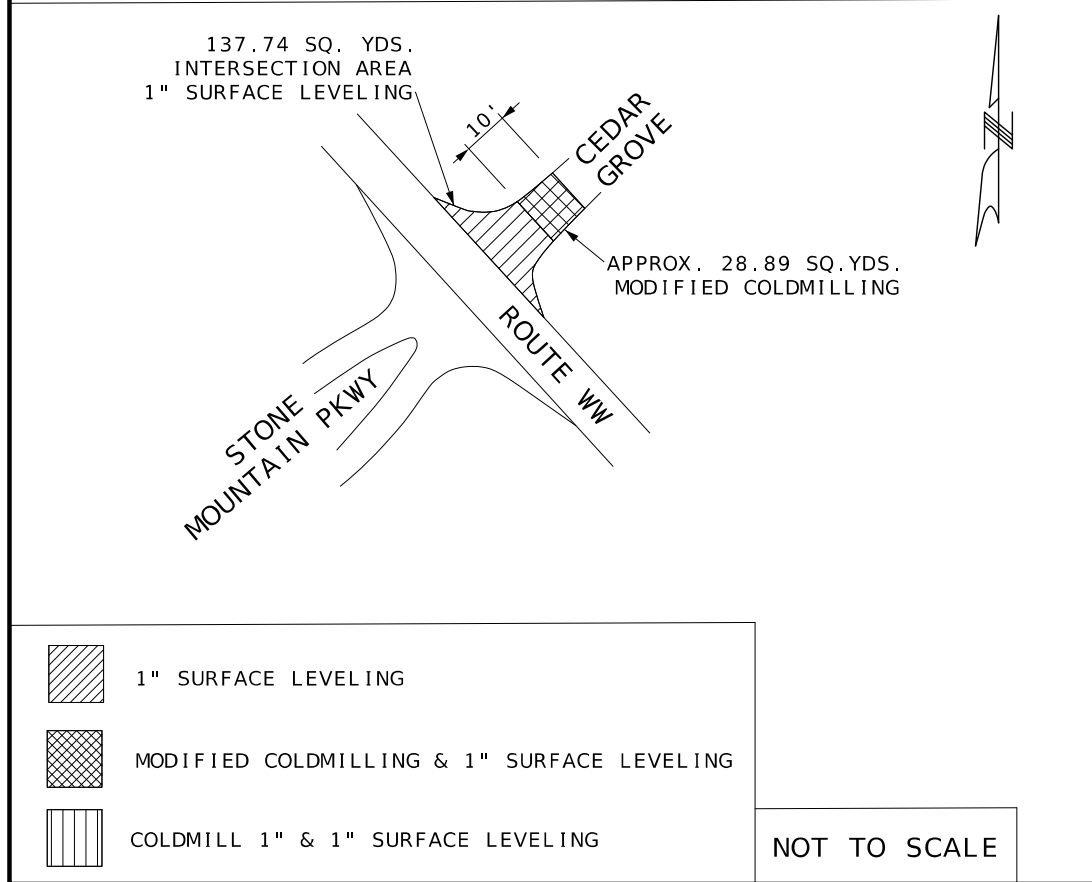 137.74 SQ. YDS.
INTERSECTION AREA
1" SURFACE LEVELING
10'
CEDAR
GROVE
APPROX. 28.89 SQ.YDS.
MODIFIED COLDMILLING
ROUTE WW
STONE
MOUNTAIN PKWY
N
1" SURFACE LEVELING
MODIFIED COLDMILLING & 1" SURFACE LEVELING
COLDMILL 1" & 1" SURFACE LEVELING
NOT TO SCALE